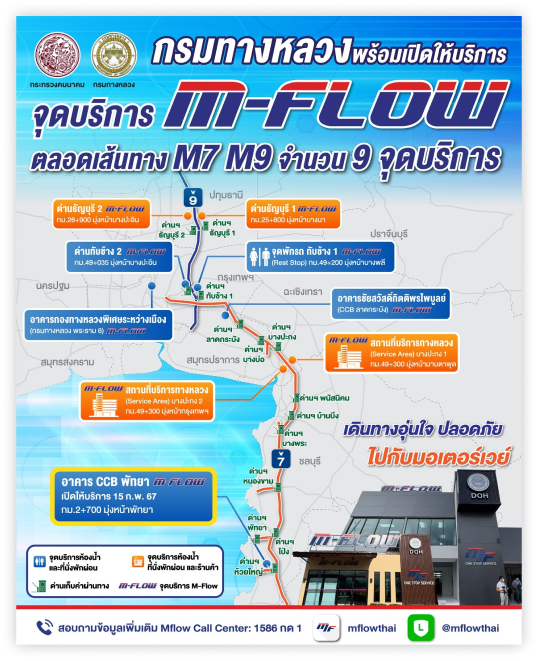 กระทรวงคมนาคม
กรมทางหลวง
กรมทางหลวงพร้อมเปิดให้บริการ
จุดบริการ M-FLOW
ตลอดเส้นทาง M7 M9 จำนวน 9 จุดบริการ
9
ปทุมธานี
ด่านธัญบุรี 2 M-FLOW
กม.26+900 มุ่งหน้าบางปะอิน
ด่านธัญบุรี 1 M-FLOW
กม.25+800 มุ่งหน้าบางนา
ด่านฯ
ธัญบุรี 2
ด่านฯ
ธัญบุรี 1
ปราจีนบุรี
ด่านทับช้าง 2 M-FLOW
กม.49+035 มุ่งหน้าบางปะอิน
จุดพักรถ ทับช้าง 1 M-FLOW
(Rest Stop) กม.49+200 มุ่งหน้าบางพลี
นครปฐม
กรุงเทพฯ
ฉะเชิงเทรา
ด่านฯ
ทับช้าง 1
อาคารชัยสวัสดิ์กิตติพรไพบูลย์
(CCB ลาดกระบัง) M-FLOW
อาคารกองทางหลวงพิเศษระหว่างเมือง
(กรมทางหลวง พระราม 6) M-FLOW
ด่านฯ
ลาดกระบัง
ด่านฯ
บางปะกง
ด่านฯ
บางบ่อ
M-FLOW สถานที่บริการทางหลวง
(Service Area) บางปะกง 1
กม.49+300 มุ่งหน้ามาบตาพุด
สมุทรสงคราม
สมุทรปราการ
M-FLOW สถานที่บริการทางหลวง
(Service Area) บางปะกง 2
กม.49+300 มุ่งหน้ากรุงเทพฯ
ด่านฯ พนัสนิคม
ด่านฯ บ้านบึง
ด่านฯ
บางพระ
เดินทางอุ่นใจ ปลอดภัย
ไปกับมอเตอร์เวย์
7
ชลบุรี
ด่านฯ
หนองขาม
อาคาร CCB พัทยา M-FLOW
เปิดให้บริการ 15 ก.พ. 67
กม.2+700 มุ่งหน้าพัทยา
ด่านฯ
พัทยา
ด่านฯ
โป่ง
ด่านฯ
ห้วยใหญ่
M-FLOW
DOH
M-FLOW
DOH
MF
ONE STOP SERVICE
MF
ONE STOP SERVICE
จุดบริการห้องน้ำ
และที่นั่งพักผ่อน
จุดบริการห้องน้ำ
ที่นั่งพักผ่อน และร้านค้า
ด่านเก็บค่าผ่านทาง
M-FLOW จุดบริการ M-Flow
สอบถามข้อมูลเพิ่มเติม Mflow Call Center: 1586 กด 1
MF mflowthai
L @mflowthai